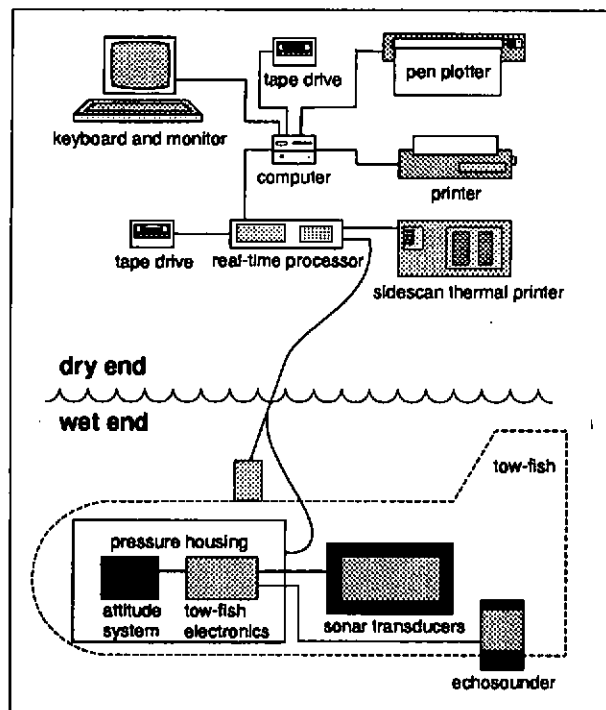 tape drive
pen plotter
keyboard and monitor
computer
printer
tape drive
real-time processor
sidescan thermal printer
dry end
wet end
tow-fish
pressure housing
attitude
system
tow-fish
electronics
sonar transducers
echosounder